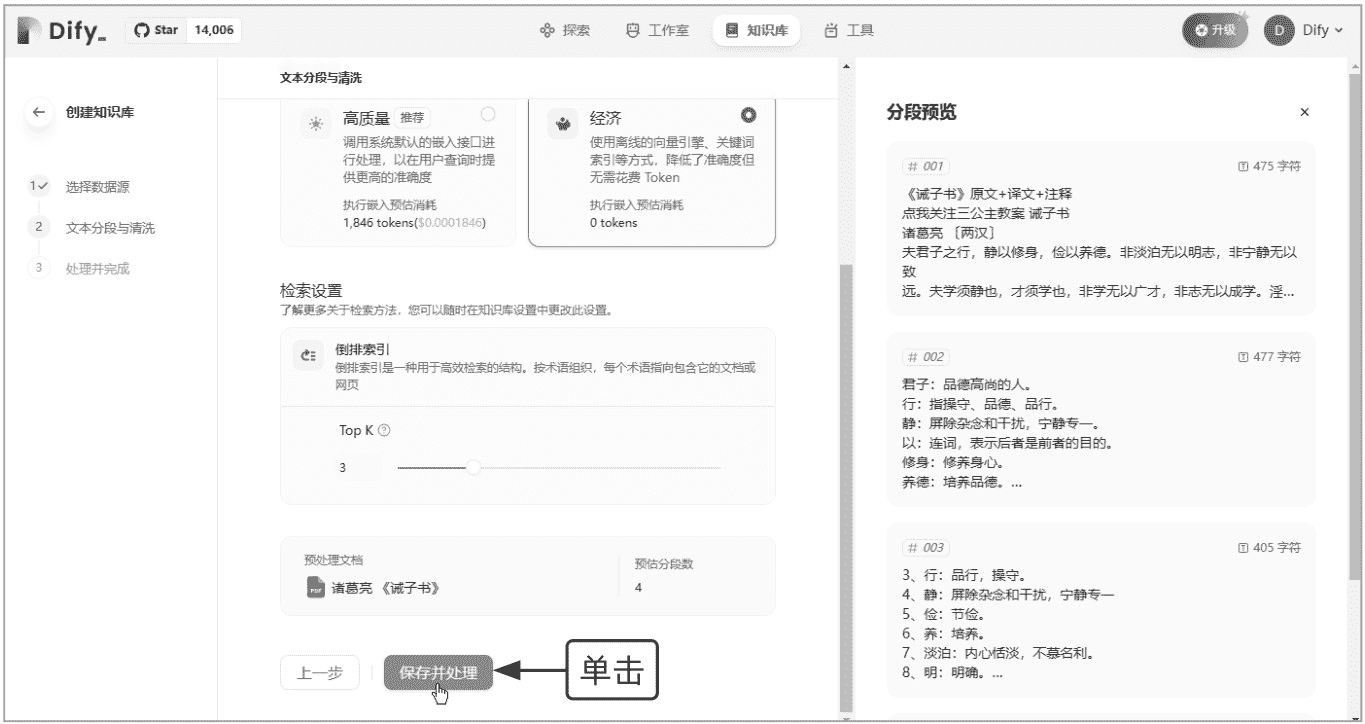 Dify
Star 14,006
探索
工作室
知识库
工具
升级
D
Dify
创建知识库
1
选择数据源
2
文本分段与清洗
3
处理并完成
文本分段与清洗
高质量 推荐
调用系统默认的嵌入接口进
行处理，以在用户查询时提
供更高的准确度
执行嵌入预估消耗
1,846 tokens($0.0001846)
经济
使用离线的向量引擎、关键词
索引等方式，降低了准确度但
无需花费 Token
执行嵌入预估消耗
0 tokens
检索设置
了解更多关于检索方法，您可以随时在知识库设置中更改此设置。
倒排索引
倒排索引是一种用于高效检索的结构。按术语组织，每个术语指向包含它的文档或
网页
Top K
3
预处理文档
PDF
诸葛亮 《诫子书》
预估分段数
4
上一步
保存并处理
单击
分段预览
# 001
475 字符
《诫子书》原文+译文+注释
点我关注三公主教案 诫子书
诸葛亮 〔两汉〕
夫君子之行，静以修身，俭以养德。非淡泊无以明志，非宁静无以
致
远。夫学须静也，才须学也，非学无以广才，非志无以成学。淫...
# 002
477 字符
君子：品德高尚的人。
行：指操守、品德、品行。
静：屏除杂念和干扰，宁静专一。
以：连词，表示后者是前者的目的。
修身：修养身心。
养德：培养品德。...
# 003
405 字符
3、行：品行，操守。
4、静：屏除杂念和干扰，宁静专一
5、俭：节俭。
6、养：培养。
7、淡泊：内心恬淡，不慕名利。
8、明：明确。...